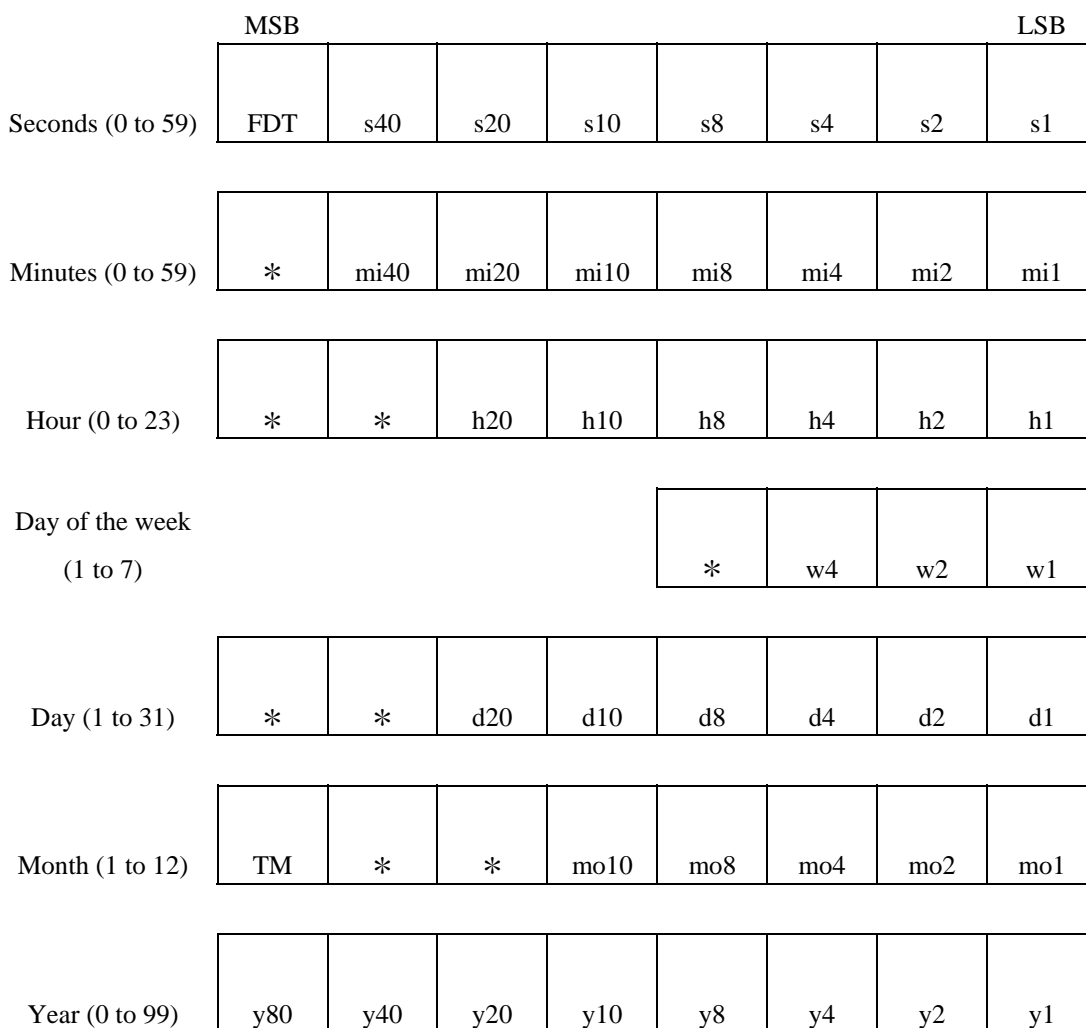 MSB LSB
Seconds (0 to 59) FDT s40 s20 s10 s8 s4 s2 s1
Minutes (0 to 59) * mi40 mi20 mi10 mi8 mi4 mi2 mi1
Hour (0 to 23) * * h20 h10 h8 h4 h2 h1
Day of the week
(1 to 7) * w4 w2 w1
Day (1 to 31) * * d20 d10 d8 d4 d2 d1
Month (1 to 12) TM * * mo10 mo8 mo4 mo2 mo1
Year (0 to 99) y80 y40 y20 y10 y8 y4 y2 y1